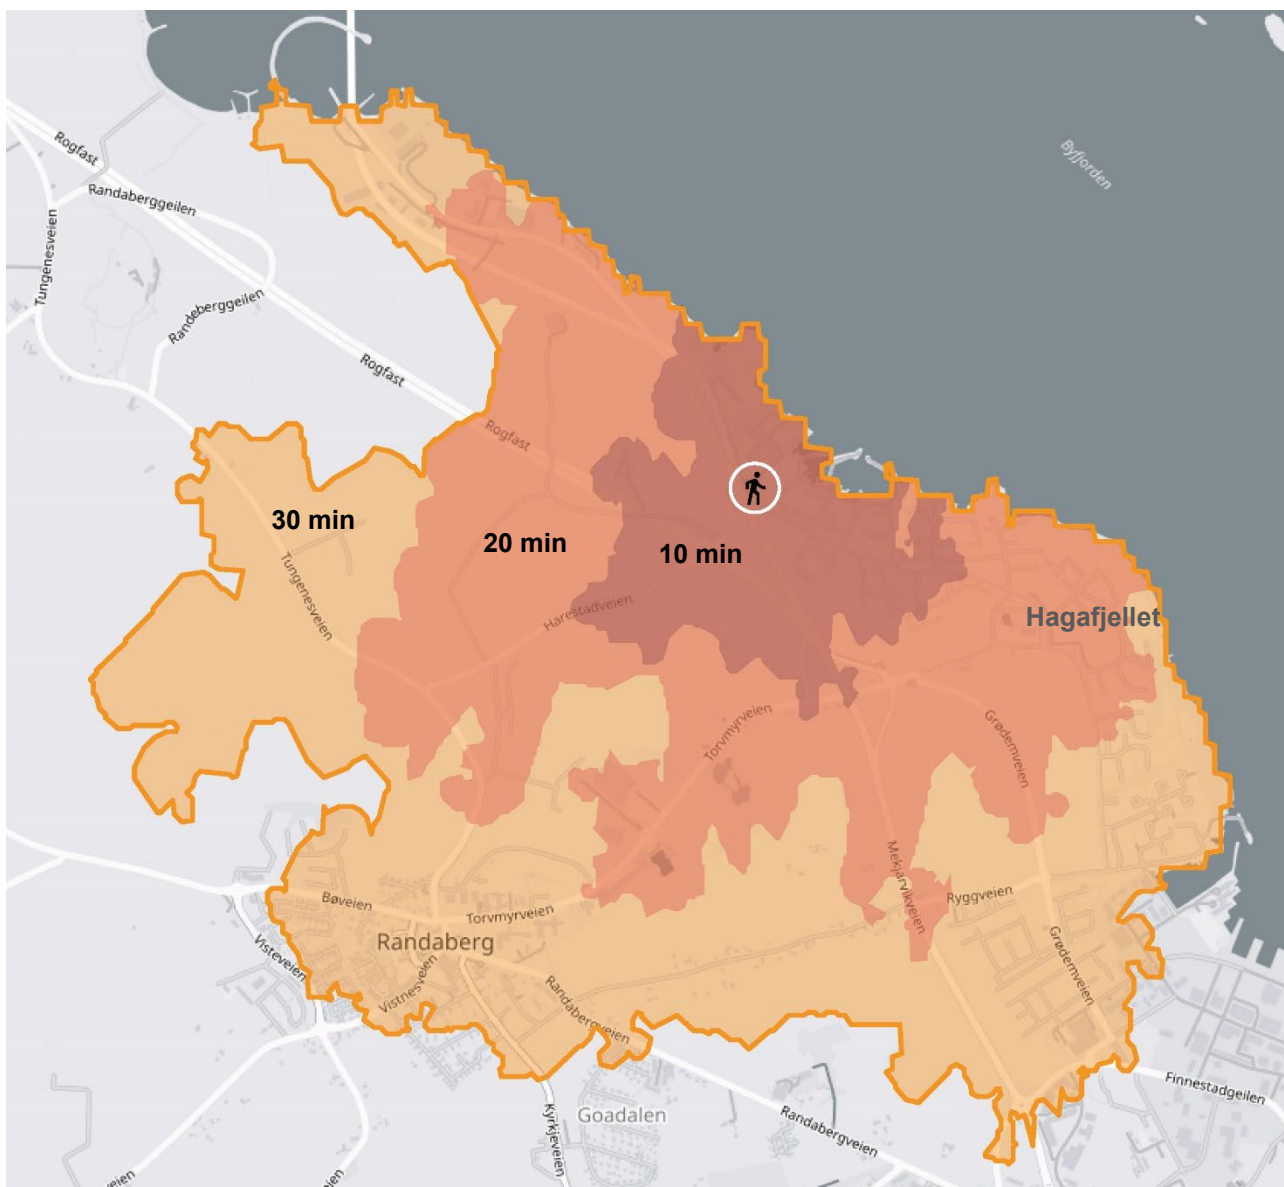 Rogfast
Byfjorden
Randaberggeilen
Tungenesveien
Randeberggeilen
Rogfast
Rogfast
30 min
20 min
10 min
Tungenesveien
Harestadveien
Hagafjellet
Torvmyrveien
Grødemveien
Mekjarvikveien
Ryggveien
Bøveien
Torvmyrveien
Randaberg
Visteveien
Vistnesveien
Grødemveien
Randabergveien
Finnestadgeilen
Goadalen
Kyrkjeveien
Randabergveien